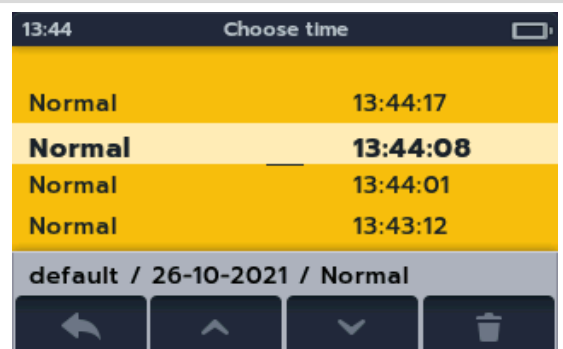 13:44 Choose time
Normal 13:44:17
Normal 13:44:08
Normal 13:44:01
Normal 13:43:12
default / 26-10-2021 / Normal